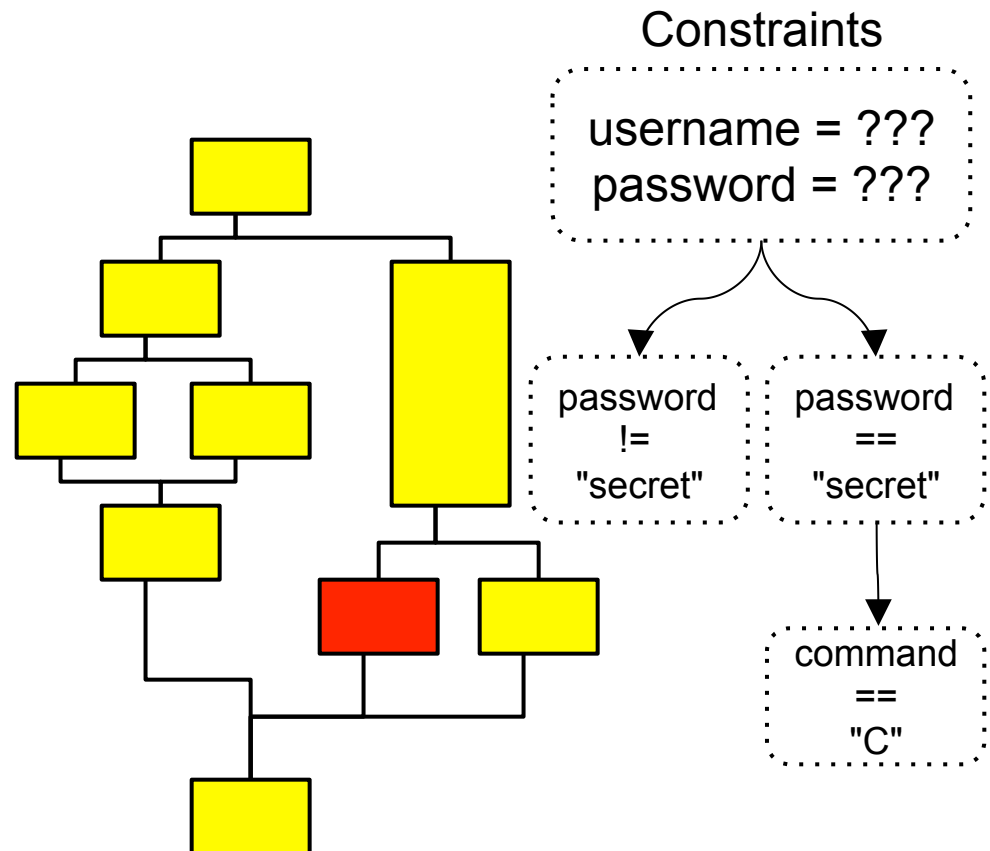 Constraints
username = ???
password = ???
password
!=
"secret"
password
==
"secret"
command
==
"C"